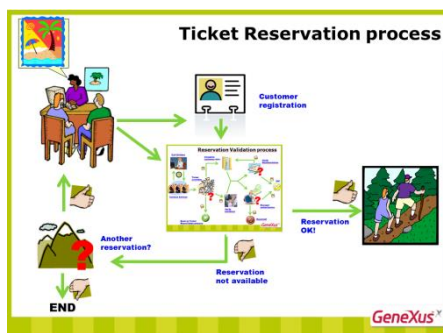 Ticket Reservation process
Customer
registration
Reservation Validation process
Reservation
OK!
Another
reservation?
Reservation
not available
END
GeneXus